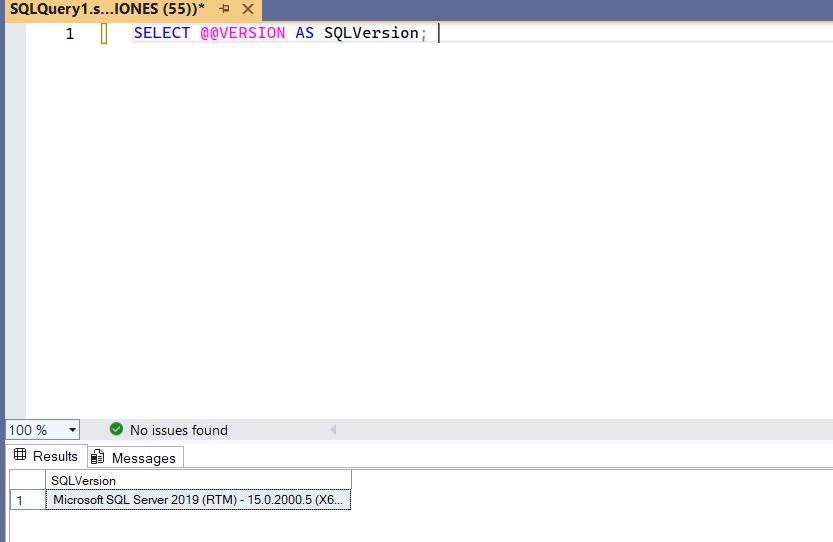 SQLQuery1.s...IONES (55))*
1 SELECT @@VERSION AS SQLVersion;
100 % No issues found
Results Messages
SQLVersion
1 Microsoft SQL Server 2019 (RTM) - 15.0.2000.5 (X6...